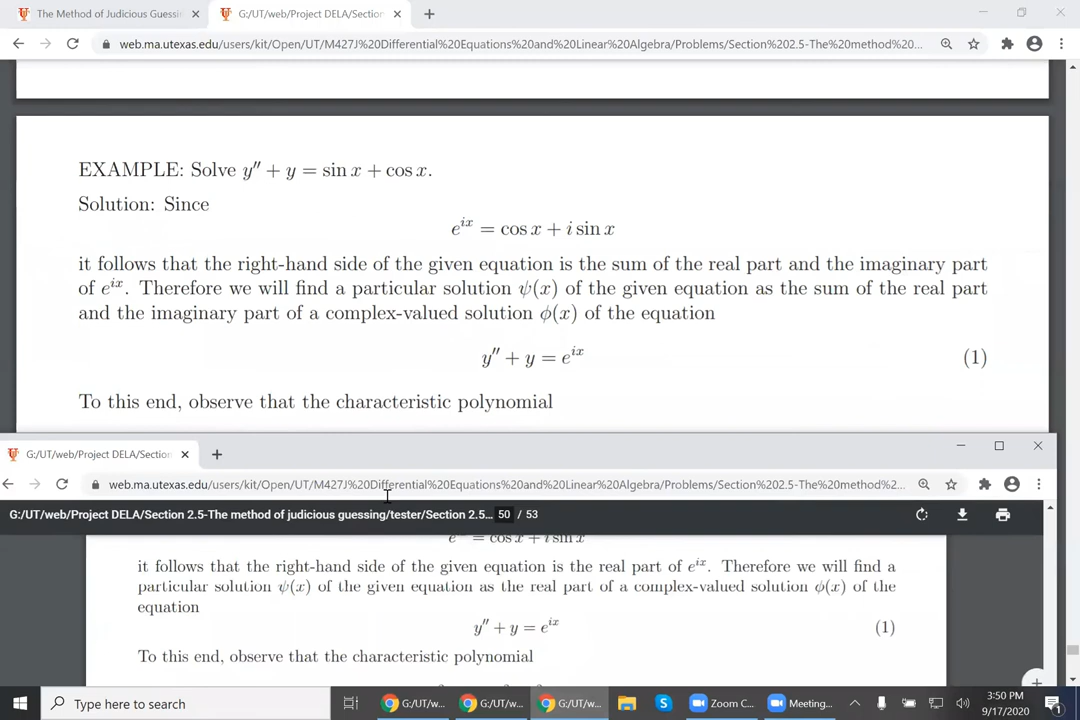 The Method of Judicious Guessi
G:/UT/web/Project DELA/Section
web.ma.utexas.edu/users/kit/Open/UT/M427J%20Differential%20Equations%20and%20Linear%20Algebra/Problems/Section%202.5-The%20method%20...
EXAMPLE: Solve y″ + y = sin x + cos x.
Solution: Since
e^{ix} = cos x + i sin x
it follows that the right-hand side of the given equation is the sum of the real part and the imaginary part
of e^{ix}. Therefore we will find a particular solution ψ(x) of the given equation as the sum of the real part
and the imaginary part of a complex-valued solution ϕ(x) of the equation
y″ + y = e^{ix} (1)
To this end, observe that the characteristic polynomial
G:/UT/web/Project DELA/Section
web.ma.utexas.edu/users/kit/Open/UT/M427J%20Differential%20Equations%20and%20Linear%20Algebra/Problems/Section%202.5-The%20method%2...
G:/UT/web/Project DELA/Section 2.5-The method of judicious guessing/tester/Section 2.5... 50 / 53
= cos x + i sin x
it follows that the right-hand side of the given equation is the real part of e^{ix}. Therefore we will find a
particular solution ψ(x) of the given equation as the real part of a complex-valued solution ϕ(x) of the
equation
y″ + y = e^{ix} (1)
To this end, observe that the characteristic polynomial
Type here to search
G:/UT/w...
G:/UT/w...
G:/UT/w...
Zoom C...
Meeting...
3:50 PM
9/17/2020